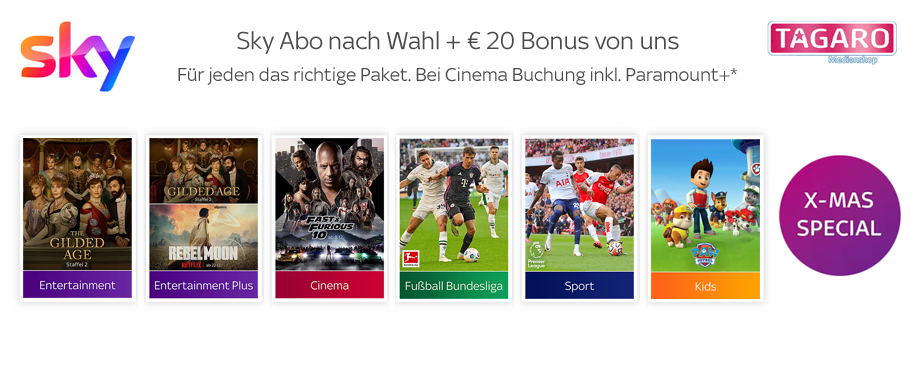 sky
Sky Abo nach Wahl + € 20 Bonus von uns
Für jeden das richtige Paket. Bei Cinema Buchung inkl. Paramount+*
TAGARO
Medienshop
THE
GILDED
AGE
Staffel 2
Entertainment
GILDED AGE
Staffel 2
REBEL MOON
NETFLIX
Entertainment Plus
FAST &
FURIOUS
10
Cinema
Fußball Bundesliga
Premier
League
Sport
PAW
PATROL
Kids
X-MAS
SPECIAL